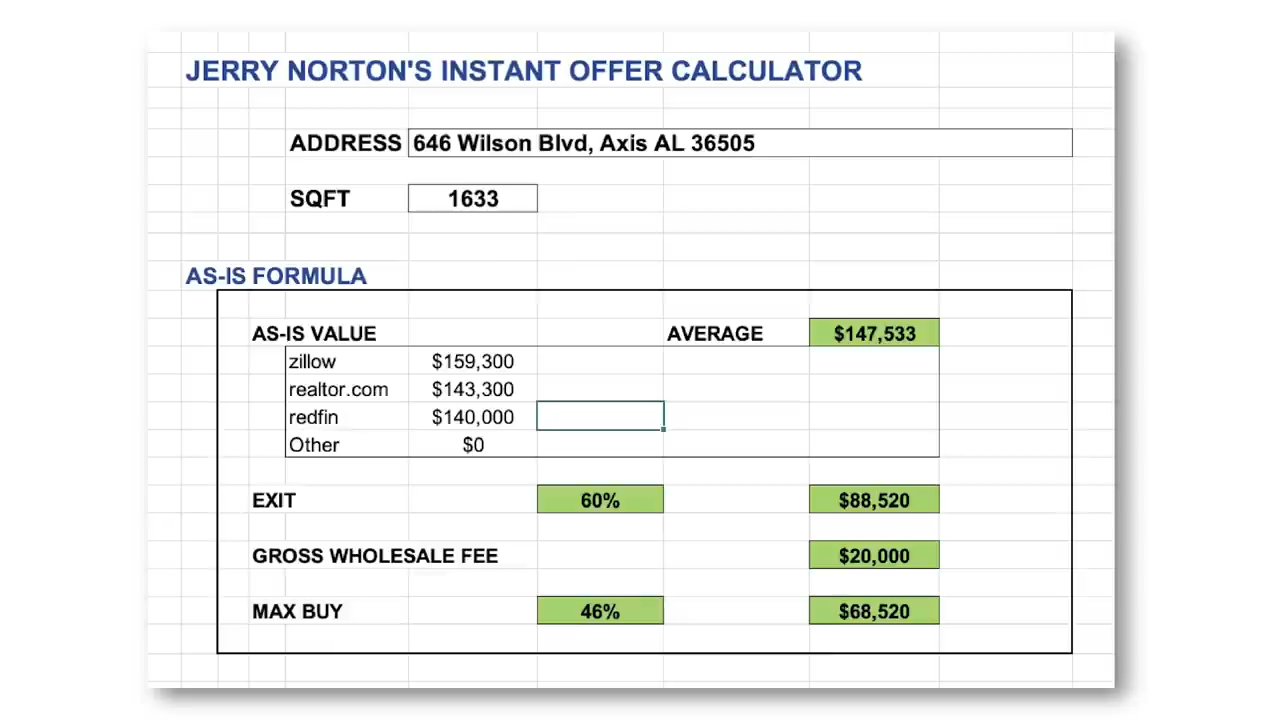 JERRY NORTON'S INSTANT OFFER CALCULATOR
ADDRESS 646 Wilson Blvd, Axis AL 36505
SQFT 1633
AS-IS FORMULA
AS-IS VALUE AVERAGE $147,533
zillow $159,300
realtor.com $143,300
redfin $140,000
Other $0
EXIT 60% $88,520
GROSS WHOLESALE FEE $20,000
MAX BUY 46% $68,520